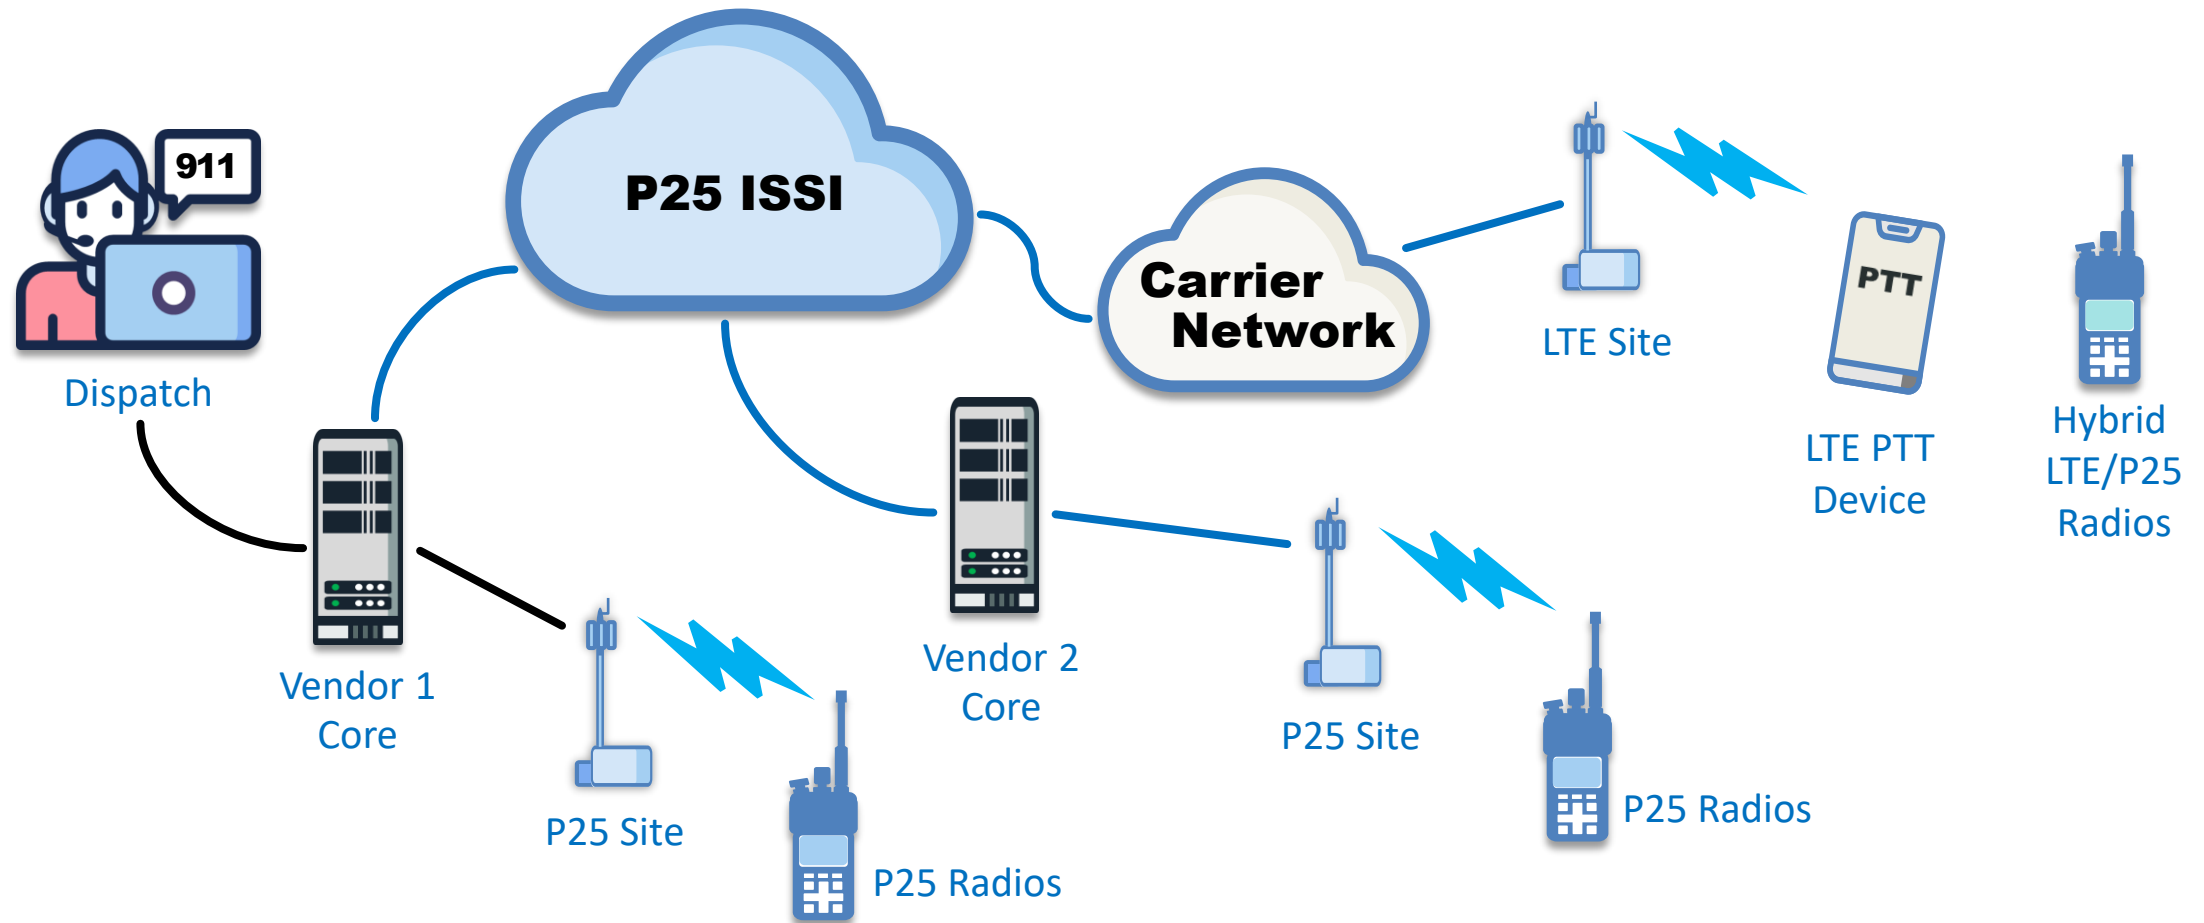 911
P25 ISSI
Carrier
Network
PTT
LTE Site
Dispatch
LTE PTT
Device
Hybrid
LTE/P25
Radios
Vendor 1
Core
Vendor 2
Core
P25 Site
P25 Radios
P25 Site
P25 Radios